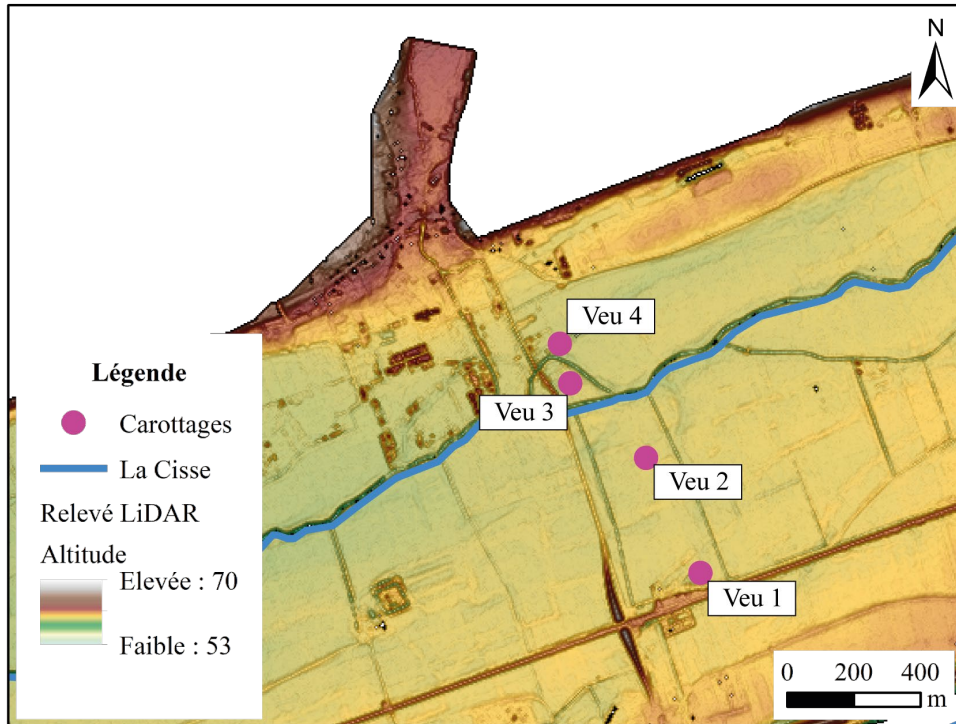 N
Veu 4
Veu 3
Veu 2
Veu 1
Légende
Carottages
La Cisse
Relevé LiDAR
Altitude
Elevée : 70
Faible : 53
0 200 400
m